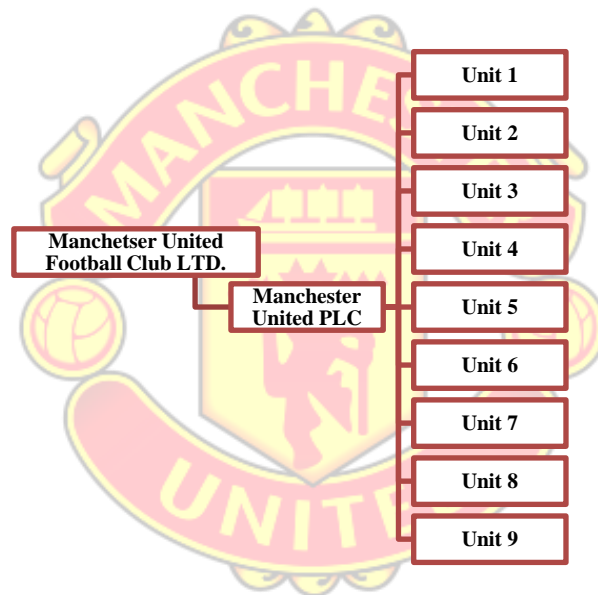 MANCHESTER
Manchetser United
Football Club LTD.
Manchester
United PLC
Unit 1
Unit 2
Unit 3
Unit 4
Unit 5
Unit 6
Unit 7
Unit 8
Unit 9
UNITED